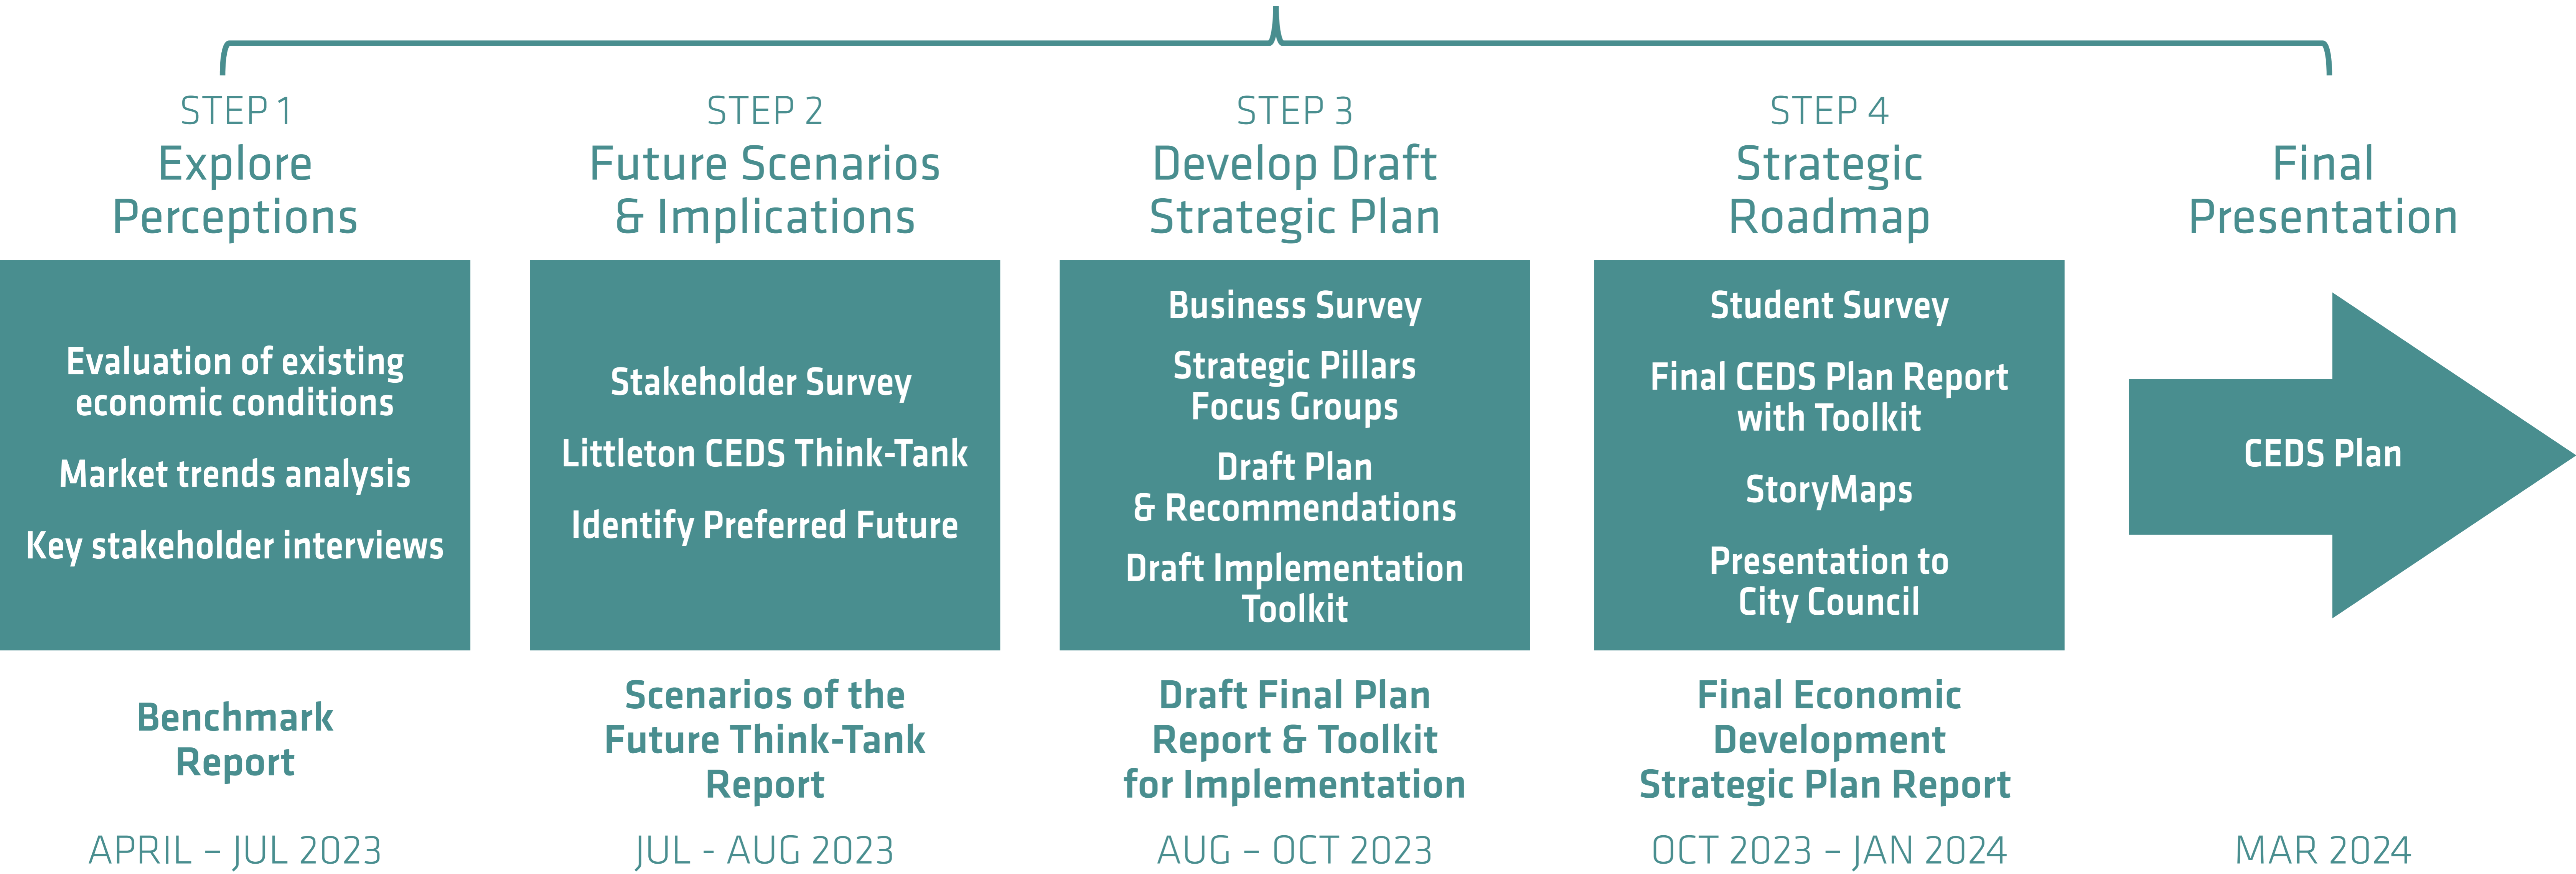 STEP 1
Explore
Perceptions
Evaluation of existing
economic conditions
Market trends analysis
Key stakeholder interviews
Benchmark
Report
APRIL – JUL 2023
STEP 2
Future Scenarios
& Implications
Stakeholder Survey
Littleton CEDS Think-Tank
Identify Preferred Future
Scenarios of the
Future Think-Tank
Report
JUL - AUG 2023
STEP 3
Develop Draft
Strategic Plan
Business Survey
Strategic Pillars
Focus Groups
Draft Plan
& Recommendations
Draft Implementation
Toolkit
Draft Final Plan
Report & Toolkit
for Implementation
AUG – OCT 2023
STEP 4
Strategic
Roadmap
Student Survey
Final CEDS Plan Report
with Toolkit
StoryMaps
Presentation to
City Council
Final Economic
Development
Strategic Plan Report
OCT 2023 – JAN 2024
Final
Presentation
CEDS Plan
MAR 2024